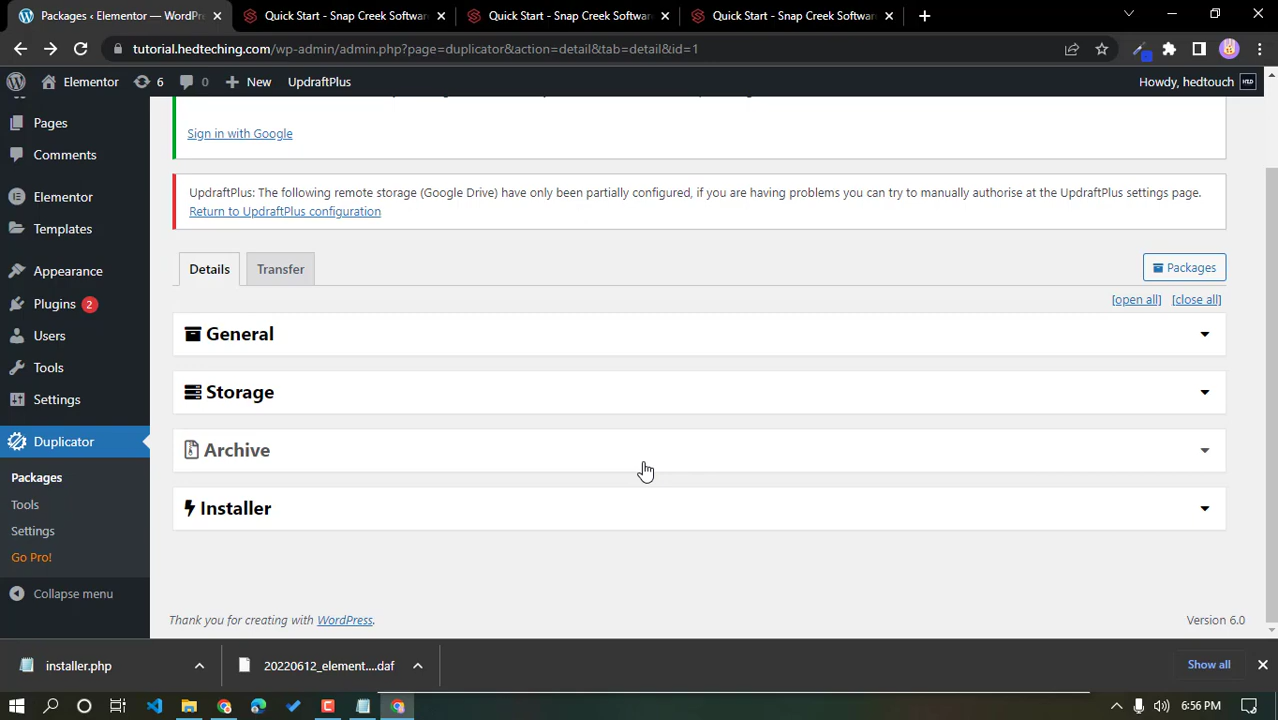 Packages ‹ Elementor — WordPr
Quick Start - Snap Creek Softwar
Quick Start - Snap Creek Softwar
Quick Start - Snap Creek Softwar
tutorial.hedteching.com/wp-admin/admin.php?page=duplicator&action=detail&tab=detail&id=1
Elementor
6
0
New
UpdraftPlus
Howdy, hedtouch
Pages
Comments
Elementor
Templates
Appearance
Plugins 2
Users
Tools
Settings
Duplicator
Packages
Tools
Settings
Go Pro!
Collapse menu
Sign in with Google
UpdraftPlus: The following remote storage (Google Drive) have only been partially configured, if you are having problems you can try to manually authorise at the UpdraftPlus settings page.
Return to UpdraftPlus configuration
Details
Transfer
Packages
[open all] [close all]
General
Storage
Archive
Installer
Thank you for creating with WordPress.
Version 6.0
installer.php
20220612_element....daf
Show all
6:56 PM